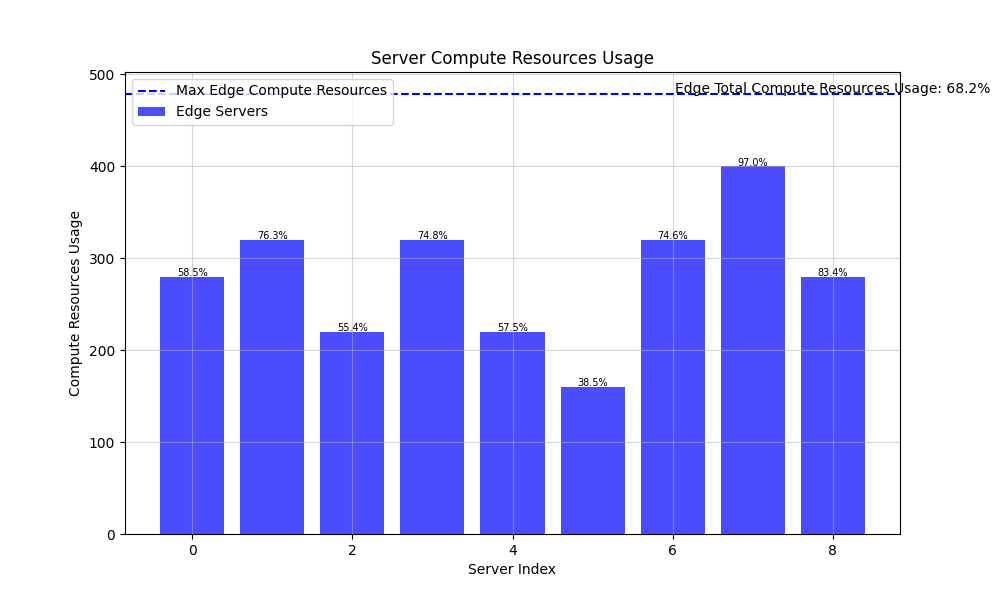 Server Compute Resources Usage
Max Edge Compute Resources
Edge Servers
Edge Total Compute Resources Usage: 68.2%
Compute Resources Usage
500
400
300
200
100
0
58.5%
76.3%
55.4%
74.8%
57.5%
38.5%
74.6%
97.0%
83.4%
0 2 4 6 8
Server Index